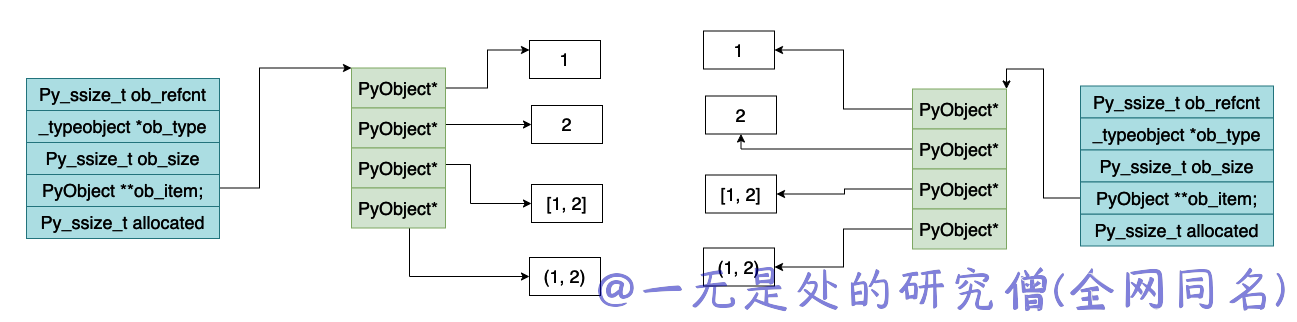 Py_ssize_t ob_refcnt
_typeobject *ob_type
Py_ssize_t ob_size
PyObject **ob_item;
Py_ssize_t allocated
PyObject*
PyObject*
PyObject*
PyObject*
1
2
[1, 2]
(1, 2)
1
2
[1, 2]
(1, 2)
PyObject*
PyObject*
PyObject*
PyObject*
Py_ssize_t ob_refcnt
_typeobject *ob_type
Py_ssize_t ob_size
PyObject **ob_item;
Py_ssize_t allocated
@一无是处的研究僧(全网同名)